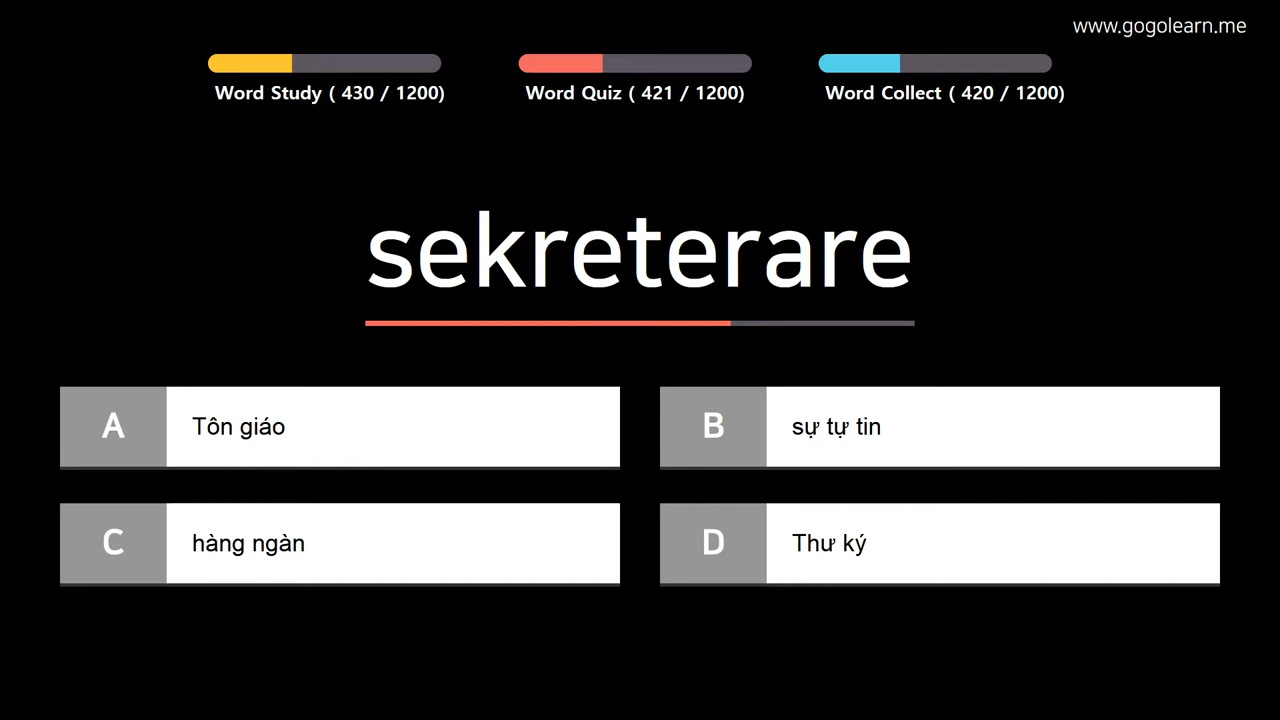 www.gogolearn.me
Word Study ( 430 / 1200)
Word Quiz ( 421 / 1200)
Word Collect ( 420 / 1200)
sekreterare
A Tôn giáo
B sự tự tin
C hàng ngàn
D Thư ký